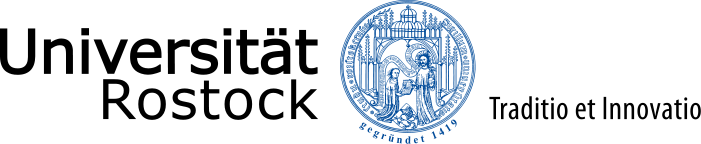 Universität
Rostock
gegründet 1419
Traditio et Innovatio